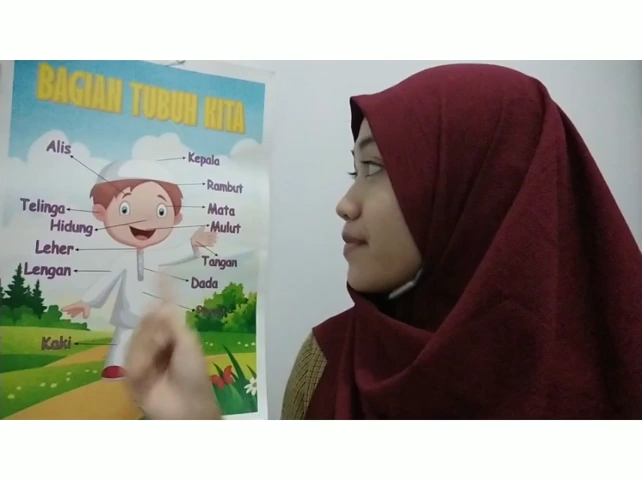 BAGIAN TUBUH KITA
Alis
Kepala
Rambut
Telinga
Mata
Hidung
Mulut
Leher
Tangan
Lengan
Dada
Kaki